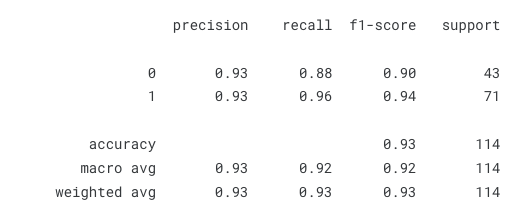 precision recall f1-score support
0 0.93 0.88 0.90 43
1 0.93 0.96 0.94 71
accuracy 0.93 114
macro avg 0.93 0.92 0.92 114
weighted avg 0.93 0.93 0.93 114